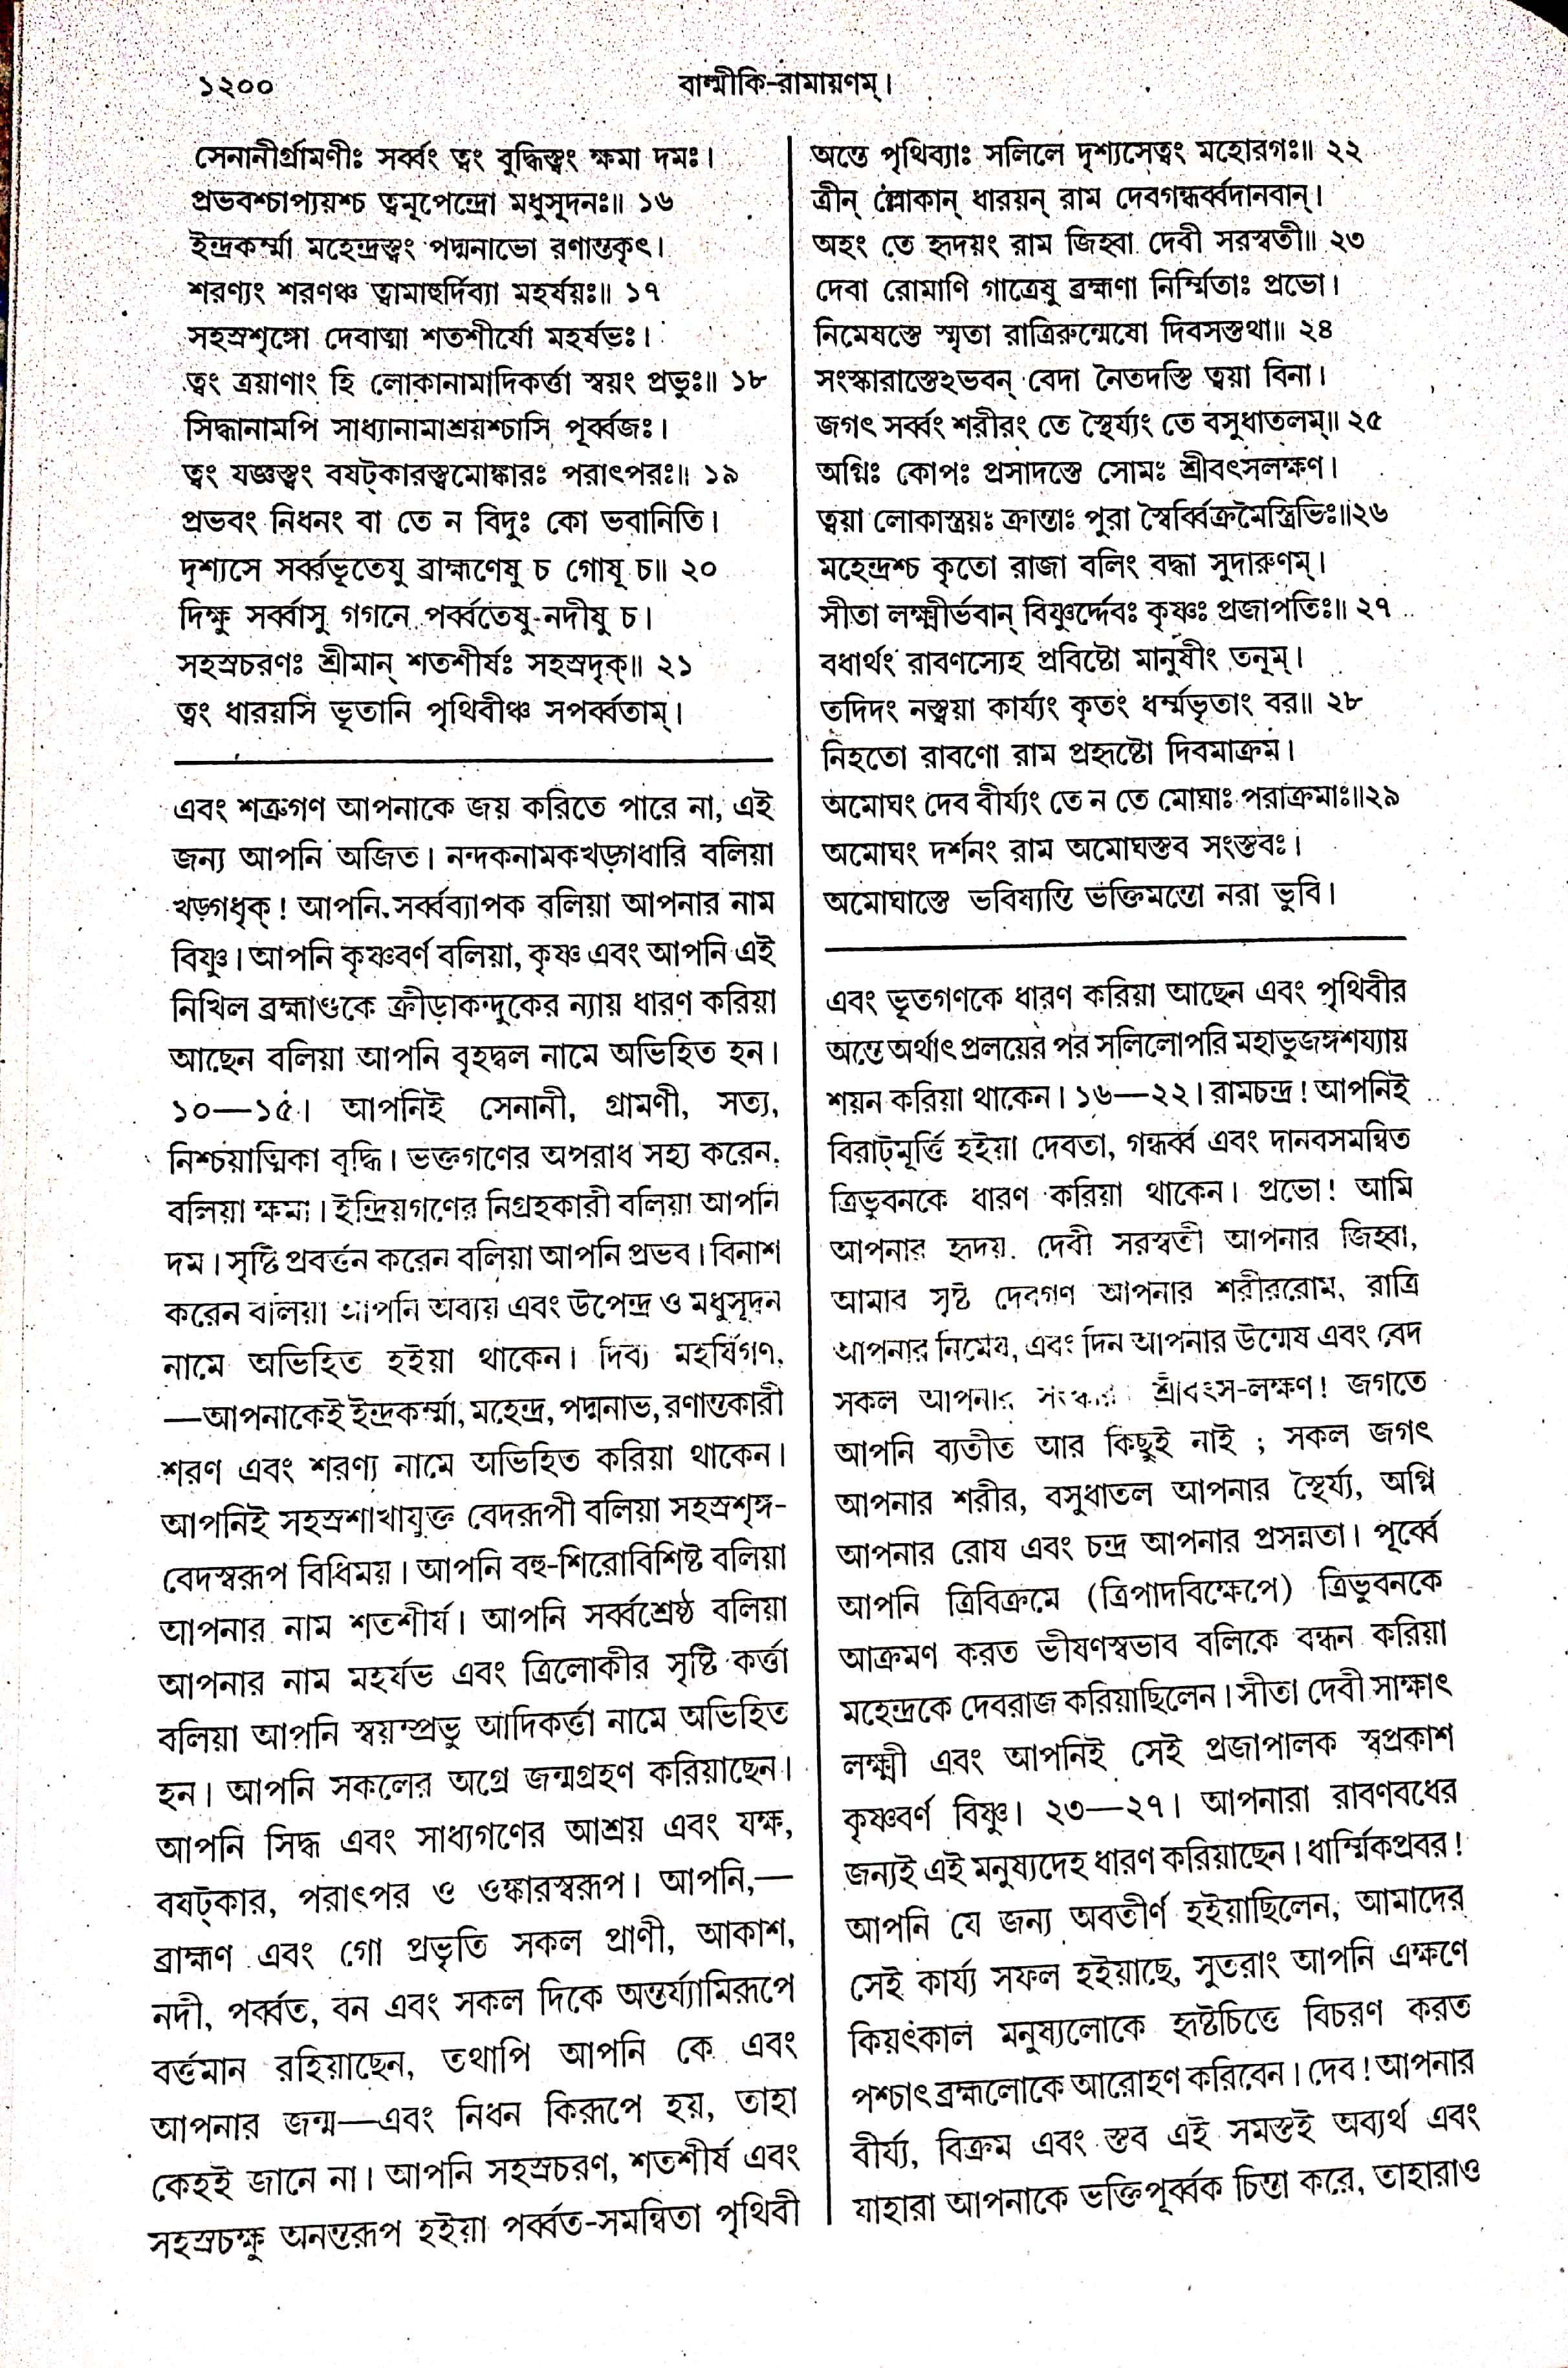 ১২০০
বাল্মীকি-রামায়ণম্।
সেনানীর্গ্রামণীঃ সর্ব্বং ত্বং বুদ্ধিস্ত্বং ক্ষমা দমঃ।
প্রভবশ্চাপ্যয়শ্চ ত্বমুপেন্দ্রো মধুসূদনঃ॥ ১৬
ইন্দ্রকর্ম্মা মহেন্দ্রস্ত্বং পদ্মনাভো রণান্তকৃৎ।
শরণ্যং শরণঞ্চ ত্বামাহুর্দিব্যা মহর্ষয়ঃ॥ ১৭
সহস্রশৃঙ্গো দেবাত্মা শতশীর্ষো মহর্ষভঃ।
ত্বং ত্রয়াণাং হি লোকানামাদিকর্ত্তা স্বয়ং প্রভুঃ॥ ১৮
সিদ্ধানামপি সাধ্যানামাশ্রয়শ্চাসি পূর্ব্বজঃ।
ত্বং যজ্ঞস্ত্বং বষট্‌কারস্ত্বমোঙ্কারঃ পরাৎপরঃ॥ ১৯
প্রভবং নিধনং বা তে ন বিদুঃ কো ভবানিতি।
দৃশ্যসে সর্ব্বভূতেষু ব্রাহ্মণেষু চ গোষু চ॥ ২০
দিক্ষু সর্ব্বাসু গগনে পর্ব্বতেষু নদীষু চ।
সহস্রচরণঃ শ্রীমান্ শতশীর্ষঃ সহস্রদৃক্॥ ২১
ত্বং ধারয়সি ভূতানি পৃথিবীঞ্চ সপর্ব্বতাম্।
এবং শত্রুগণ আপনাকে জয় করিতে পারে না, এই
জন্য আপনি অজিত। নন্দকনামকখড়্গধারি বলিয়া
খড়্গধৃক্! আপনি সর্ব্বব্যাপক বলিয়া আপনার নাম
বিষ্ণু। আপনি কৃষ্ণবর্ণ বলিয়া, কৃষ্ণ এবং আপনি এই
নিখিল ব্রহ্মাণ্ডকে ক্রীড়াকন্দুকের ন্যায় ধারণ করিয়া
আছেন বলিয়া আপনি বৃহদ্বল নামে অভিহিত হন।
১০—১৫। আপনিই সেনানী, গ্রামণী, সত্য,
নিশ্চয়াত্মিকা বুদ্ধি। ভক্তগণের অপরাধ সহ্য করেন
বলিয়া ক্ষমা। ইন্দ্রিয়গণের নিগ্রহকারী বলিয়া আপনি
দম। সৃষ্টি প্রবর্ত্তন করেন বলিয়া আপনি প্রভব। বিনাশ
করেন বলিয়া আপনি অব্যয় এবং উপেন্দ্র ও মধুসূদন
নামে অভিহিত হইয়া থাকেন। দিব্য মহর্ষিগণ,
—আপনাকেই ইন্দ্রকর্ম্মা, মহেন্দ্র, পদ্মনাভ, রণান্তকারী
শরণ এবং শরণ্য নামে অভিহিত করিয়া থাকেন।
আপনিই সহস্রশাখাযুক্ত বেদরূপী বলিয়া সহস্রশৃঙ্গ-
বেদস্বরূপ বিধিময়। আপনি বহু-শিরোবিশিষ্ট বলিয়া
আপনার নাম শতশীর্ষ। আপনি সর্ব্বশ্রেষ্ঠ বলিয়া
আপনার নাম মহর্ষভ এবং ত্রিলোকীর সৃষ্টি কর্ত্তা
বলিয়া আপনি স্বয়ম্প্রভু আদিকর্ত্তা নামে অভিহিত
হন। আপনি সকলের অগ্রে জন্মগ্রহণ করিয়াছেন।
আপনি সিদ্ধ এবং সাধ্যগণের আশ্রয় এবং যক্ষ,
বষট্‌কার, পরাৎপর ও ওঙ্কারস্বরূপ। আপনি,—
ব্রাহ্মণ এবং গো প্রভৃতি সকল প্রাণী, আকাশ,
নদী, পর্ব্বত, বন এবং সকল দিকে অন্তর্য্যামিরূপে
বর্ত্তমান রহিয়াছেন, তথাপি আপনি কে এবং
আপনার জন্ম—এবং নিধন কিরূপে হয়, তাহা
কেহই জানে না। আপনি সহস্রচরণ, শতশীর্ষ এবং
সহস্রচক্ষু অনন্তরূপ হইয়া পর্ব্বত-সমন্বিতা পৃথিবী
অন্তে পৃথিব্যাঃ সলিলে দৃশ্যসেত্বং মহোরগঃ॥ ২২
ত্রীন্ ল্লোকান্ ধারয়ন্ রাম দেবগন্ধর্ব্বদানবান্।
অহং তে হৃদয়ং রাম জিহ্বা দেবী সরস্বতী॥ ২৩
দেবা রোমাণি গাত্রেষু ব্রহ্মণা নির্ম্মিতাঃ প্রভো।
নিমেষস্তে স্মৃতা রাত্রিরুন্মেষো দিবসস্তথা॥ ২৪
সংস্কারাস্তেঽভবন্ বেদা নৈতদস্তি ত্বয়া বিনা।
জগৎ সর্ব্বং শরীরং তে স্থৈর্য্যং তে বসুধাতলম্॥ ২৫
অগ্নিঃ কোপঃ প্রসাদস্তে সোমঃ শ্রীবৎসলক্ষণ।
ত্বয়া লোকাস্ত্রয়ঃ ক্রান্তাঃ পুরা স্বৈর্ব্বিক্রমৈস্ত্রিভিঃ॥২৬
মহেন্দ্রশ্চ কৃতো রাজা বলিং বদ্ধা সুদারুণম্।
সীতা লক্ষ্মীর্ভবান্ বিষ্ণুর্দ্দেবঃ কৃষ্ণঃ প্রজাপতিঃ॥ ২৭
বধার্থং রাবণস্যেহ প্রবিষ্টো মানুষীং তনূম্।
তদিদং নস্ত্বয়া কার্য্যং কৃতং ধর্ম্মভৃতাং বর॥ ২৮
নিহতো রাবণো রাম প্রহৃষ্টো দিবমাক্রম।
অমোঘং দেব বীর্য্যং তে ন তে মোঘাঃ পরাক্রমাঃ॥২৯
অমোঘং দর্শনং রাম অমোঘস্তব সংস্তবঃ।
অমোঘাস্তে ভবিষ্যন্তি ভক্তিমন্তো নরা ভুবি।
এবং ভূতগণকে ধারণ করিয়া আছেন এবং পৃথিবীর
অন্তে অর্থাৎ প্রলয়ের পর সলিলোপরি মহাভুজঙ্গশয্যায়
শয়ন করিয়া থাকেন। ১৬—২২। রামচন্দ্র! আপনিই
বিরাট্‌মূর্ত্তি হইয়া দেবতা, গন্ধর্ব্ব এবং দানবসমন্বিত
ত্রিভুবনকে ধারণ করিয়া থাকেন। প্রভো! আমি
আপনার হৃদয়. দেবী সরস্বতী আপনার জিহ্বা,
আমার সৃষ্ট দেবগণ আপনার শরীররোম, রাত্রি
আপনার নিমেষ, এবং দিন আপনার উন্মেষ এবং বেদ
সকল আপনার সংস্কার। শ্রীবৎস-লক্ষণ! জগতে
আপনি ব্যতীত আর কিছুই নাই; সকল জগৎ
আপনার শরীর, বসুধাতল আপনার স্থৈর্য্য, অগ্নি
আপনার রোষ এবং চন্দ্র আপনার প্রসন্নতা। পূর্ব্বে
আপনি ত্রিবিক্রমে (ত্রিপাদবিক্ষেপে) ত্রিভুবনকে
আক্রমণ করত ভীষণস্বভাব বলিকে বন্ধন করিয়া
মহেন্দ্রকে দেবরাজ করিয়াছিলেন। সীতা দেবী সাক্ষাৎ
লক্ষ্মী এবং আপনিই সেই প্রজাপালক স্বপ্রকাশ
কৃষ্ণবর্ণ বিষ্ণু। ২৩—২৭। আপনারা রাবণবধের
জন্যই এই মনুষ্যদেহ ধারণ করিয়াছেন। ধার্ম্মিকপ্রবর!
আপনি যে জন্য অবতীর্ণ হইয়াছিলেন, আমাদের
সেই কার্য্য সফল হইয়াছে, সুতরাং আপনি এক্ষণে
কিয়ৎকাল মনুষ্যলোকে হৃষ্টচিত্তে বিচরণ করত
পশ্চাৎ ব্রহ্মলোকে আরোহণ করিবেন। দেব! আপনার
বীর্য্য, বিক্রম এবং স্তব এই সমস্তই অব্যর্থ এবং
যাহারা আপনাকে ভক্তিপূর্ব্বক চিন্তা করে, তাহারাও